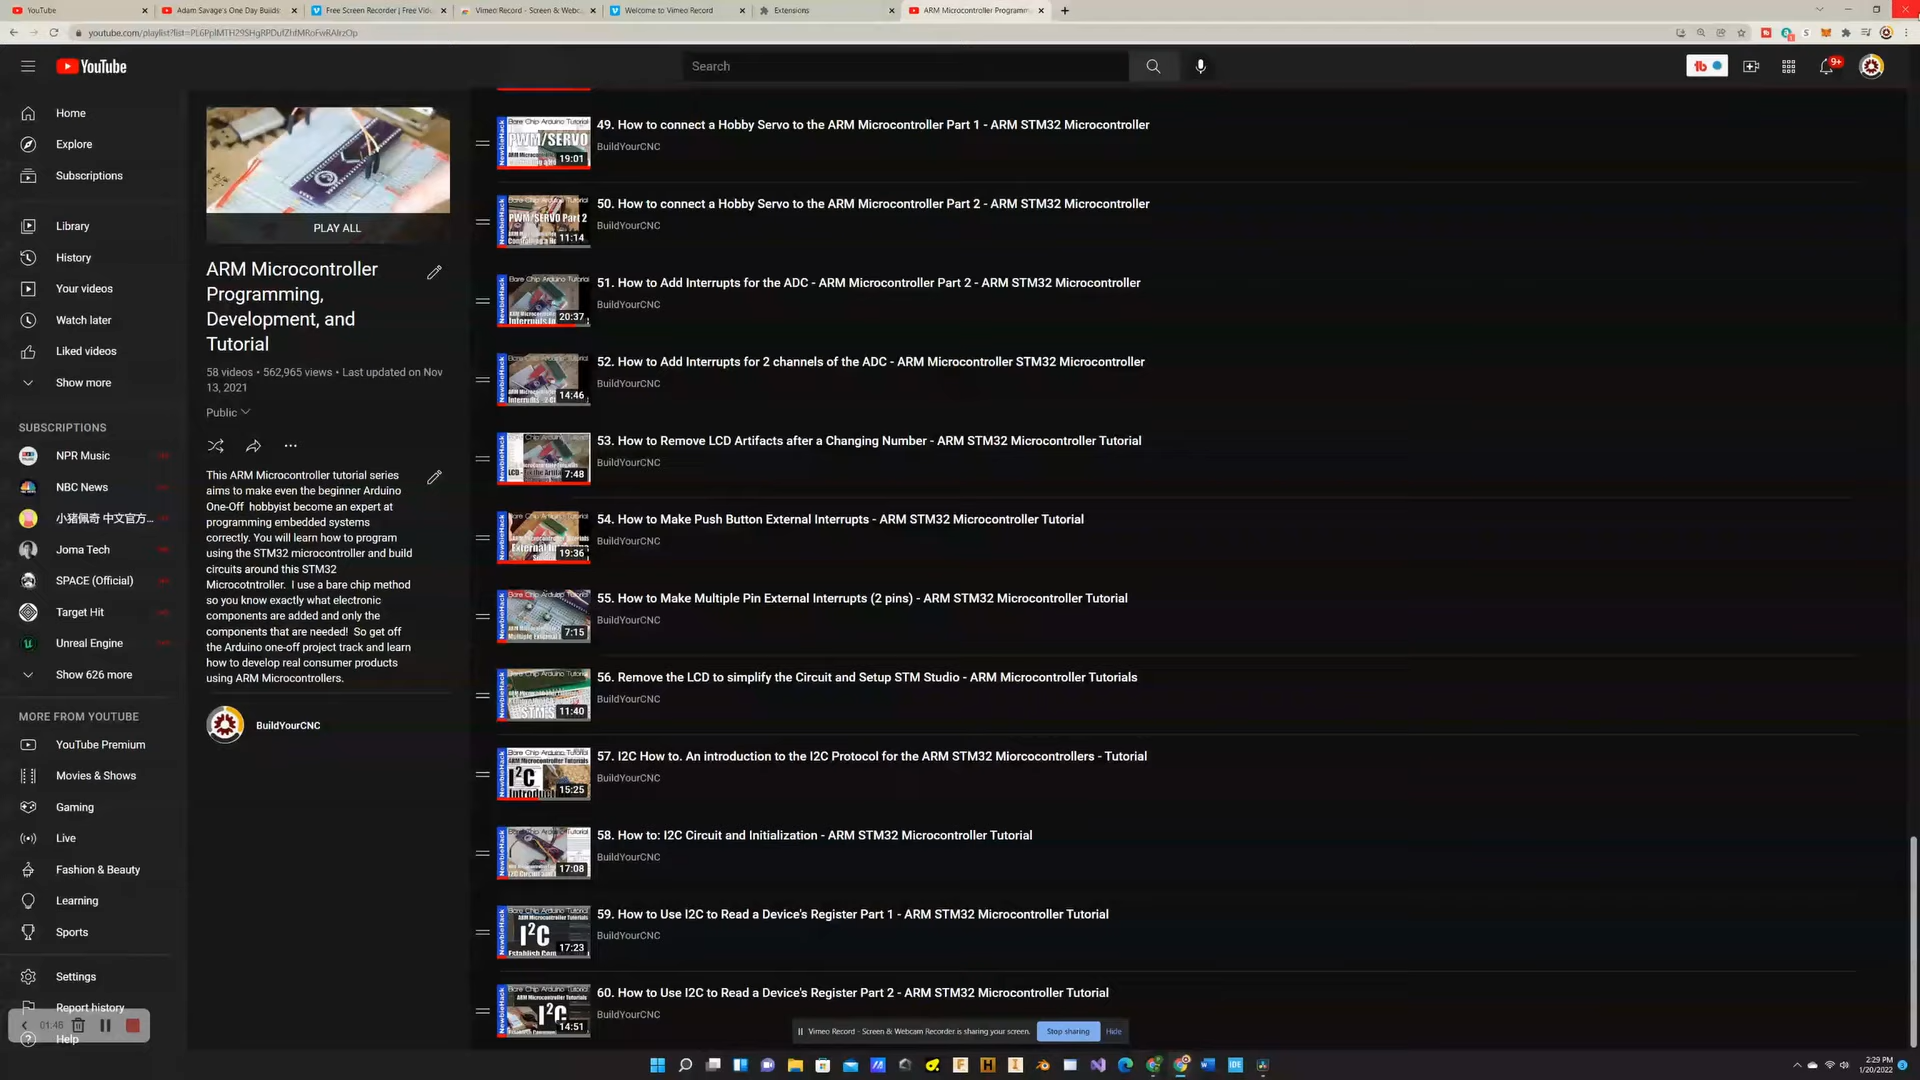 YouTube
Adam Savage's One Day Builds:
Free Screen Recorder | Free Vide
Vimeo Record - Screen & Webc
Welcome to Vimeo Record
Extensions
ARM Microcontroller Programm
youtube.com/playlist?list=PL6PplMTH29SHgRPDufZhfMRoFwRAlrzOp
YouTube
Search
tb
9+
Home
Explore
Subscriptions
Library
History
Your videos
Watch later
Liked videos
Show more
SUBSCRIPTIONS
NPR Music
NBC News
小猪佩奇 中文官方...
Joma Tech
SPACE (Official)
Target Hit
Unreal Engine
Show 626 more
MORE FROM YOUTUBE
YouTube Premium
Movies & Shows
Gaming
Live
Fashion & Beauty
Learning
Sports
Settings
Report history
Help
01:46
PLAY ALL
ARM Microcontroller
Programming,
Development, and
Tutorial
58 videos • 562,965 views • Last updated on Nov
13, 2021
Public
This ARM Microcontroller tutorial series
aims to make even the beginner Arduino
One-Off hobbyist become an expert at
programming embedded systems
correctly. You will learn how to program
using the STM32 microcontroller and build
circuits around this STM32
Microcotntroller. I use a bare chip method
so you know exactly what electronic
components are added and only the
components that are needed! So get off
the Arduino one-off project track and learn
how to develop real consumer products
using ARM Microcontrollers.
BuildYourCNC
PWM/SERVO
19:01
49. How to connect a Hobby Servo to the ARM Microcontroller Part 1 - ARM STM32 Microcontroller
BuildYourCNC
PWM/SERVO Part 2
11:14
50. How to connect a Hobby Servo to the ARM Microcontroller Part 2 - ARM STM32 Microcontroller
BuildYourCNC
20:37
51. How to Add Interrupts for the ADC - ARM Microcontroller Part 2 - ARM STM32 Microcontroller
BuildYourCNC
14:46
52. How to Add Interrupts for 2 channels of the ADC - ARM Microcontroller STM32 Microcontroller
BuildYourCNC
7:48
53. How to Remove LCD Artifacts after a Changing Number - ARM STM32 Microcontroller Tutorial
BuildYourCNC
19:36
54. How to Make Push Button External Interrupts - ARM STM32 Microcontroller Tutorial
BuildYourCNC
7:15
55. How to Make Multiple Pin External Interrupts (2 pins) - ARM STM32 Microcontroller Tutorial
BuildYourCNC
11:40
56. Remove the LCD to simplify the Circuit and Setup STM Studio - ARM Microcontroller Tutorials
BuildYourCNC
I²C
15:25
57. I2C How to. An introduction to the I2C Protocol for the ARM STM32 Miorcocontrollers - Tutorial
BuildYourCNC
17:08
58. How to: I2C Circuit and Initialization - ARM STM32 Microcontroller Tutorial
BuildYourCNC
I²C
17:23
59. How to Use I2C to Read a Device's Register Part 1 - ARM STM32 Microcontroller Tutorial
BuildYourCNC
I²C
14:51
60. How to Use I2C to Read a Device's Register Part 2 - ARM STM32 Microcontroller Tutorial
BuildYourCNC
Vimeo Record - Screen & Webcam Recorder is sharing your screen.
Stop sharing
Hide
2:29 PM
1/20/2022